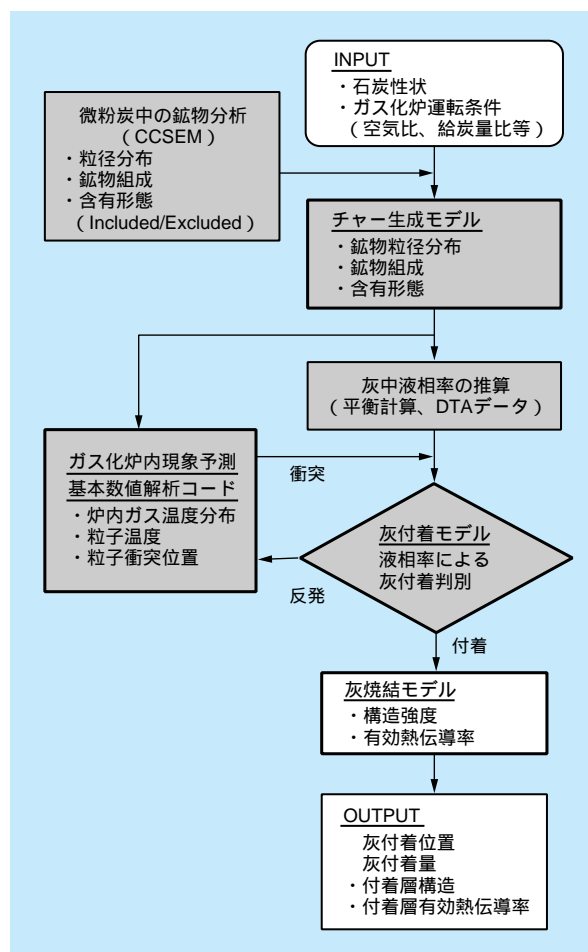 INPUT
・石炭性状
・ガス化炉運転条件
（空気比、給炭量比等）
微粉炭中の鉱物分析
（CCSEM）
・粒径分布
・鉱物組成
・含有形態
（Included/Excluded）
チャー生成モデル
・鉱物粒径分布
・鉱物組成
・含有形態
灰中液相率の推算
（平衡計算、DTAデータ）
ガス化炉内現象予測
基本数値解析コード
・炉内ガス温度分布
・粒子温度
・粒子衝突位置
衝突
灰付着モデル
液相率による
灰付着判別
反発
付着
灰焼結モデル
・構造強度
・有効熱伝導率
OUTPUT
灰付着位置
灰付着量
・付着層構造
・付着層有効熱伝導率